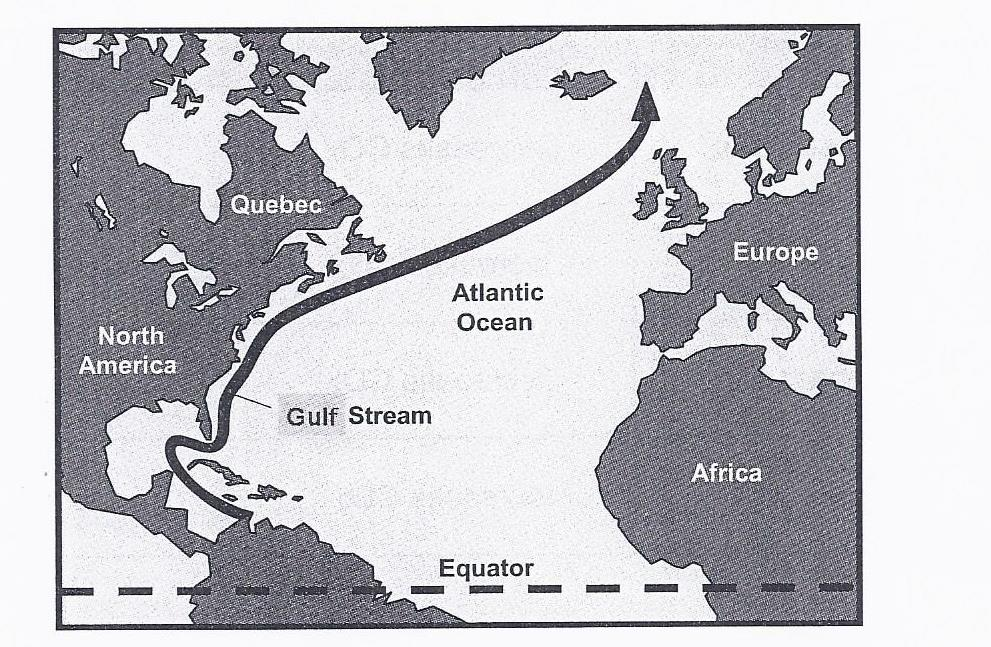 Quebec
Europe
Atlantic
Ocean
North
America
Gulf Stream
Africa
Equator